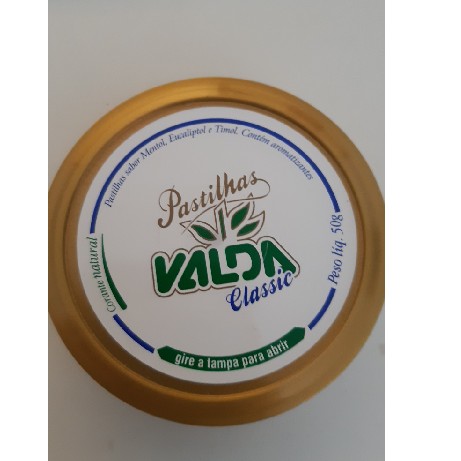 Pastilhas sabor Mentol, Eucaliptol e Timol. Contém aromatizantes
Pastilhas
VALDA
Classic
Corante natural
Peso líq. 50g
gire a tampa para abrir